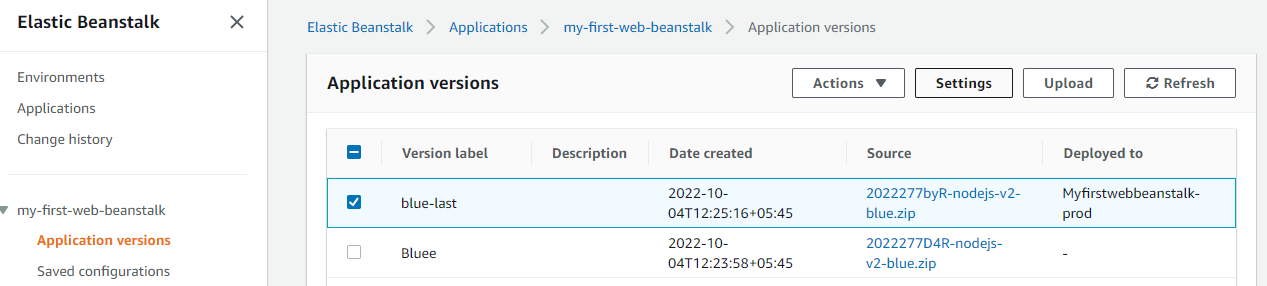 Elastic Beanstalk
Environments
Applications
Change history
my-first-web-beanstalk
Application versions
Saved configurations
Elastic Beanstalk > Applications > my-first-web-beanstalk > Application versions
Application versions Actions Settings Upload Refresh
Version label Description Date created Source Deployed to
blue-last 2022-10- 2022277byR-nodejs-v2- Myfirstwebbeanstalk-
04T12:25:16+05:45 blue.zip prod
Bluee 2022-10- 2022277D4R-nodejs- -
04T12:23:58+05:45 v2-blue.zip